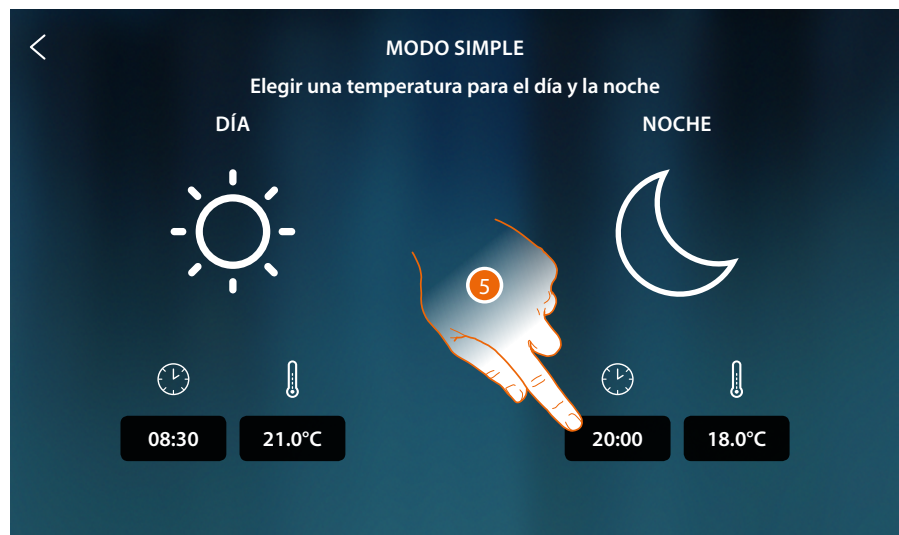 MODO SIMPLE
Elegir una temperatura para el día y la noche
DÍA
NOCHE
5
08:30
21.0°C
20:00
18.0°C